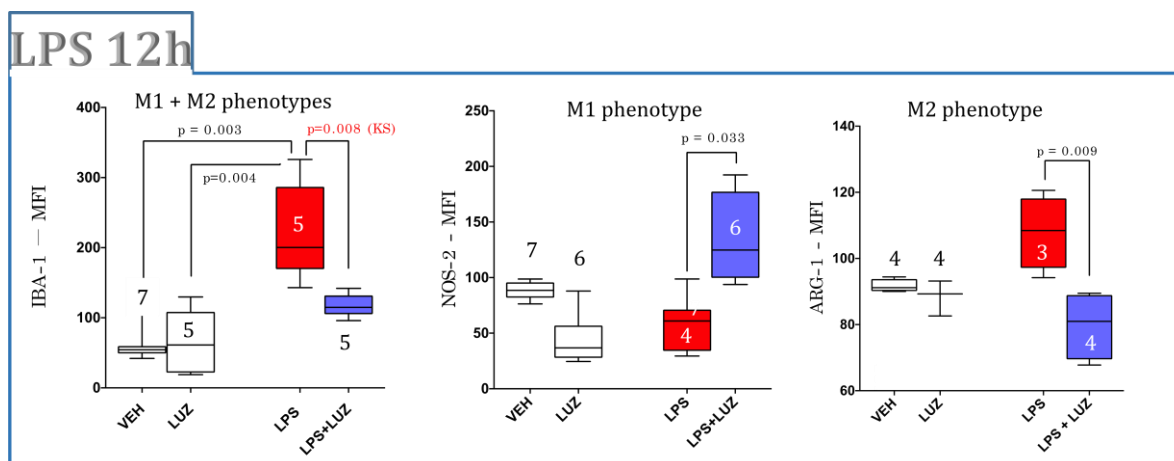 LPS 12h
M1 + M2 phenotypes
400
300
200
100
0
IBA-1 — MFI
p = 0.003
p=0.008 (KS)
p=0.004
7
5
5
5
VEH
LUZ
LPS
LPS+LUZ
M1 phenotype
250
200
150
100
50
0
NOS-2 - MFI
p = 0.033
7
6
7
4
6
VEH
LUZ
LPS
LPS+LUZ
M2 phenotype
140
120
100
80
60
ARG-1 - MFI
p = 0.009
4
4
3
4
VEH
LUZ
LPS
LPS + LUZ